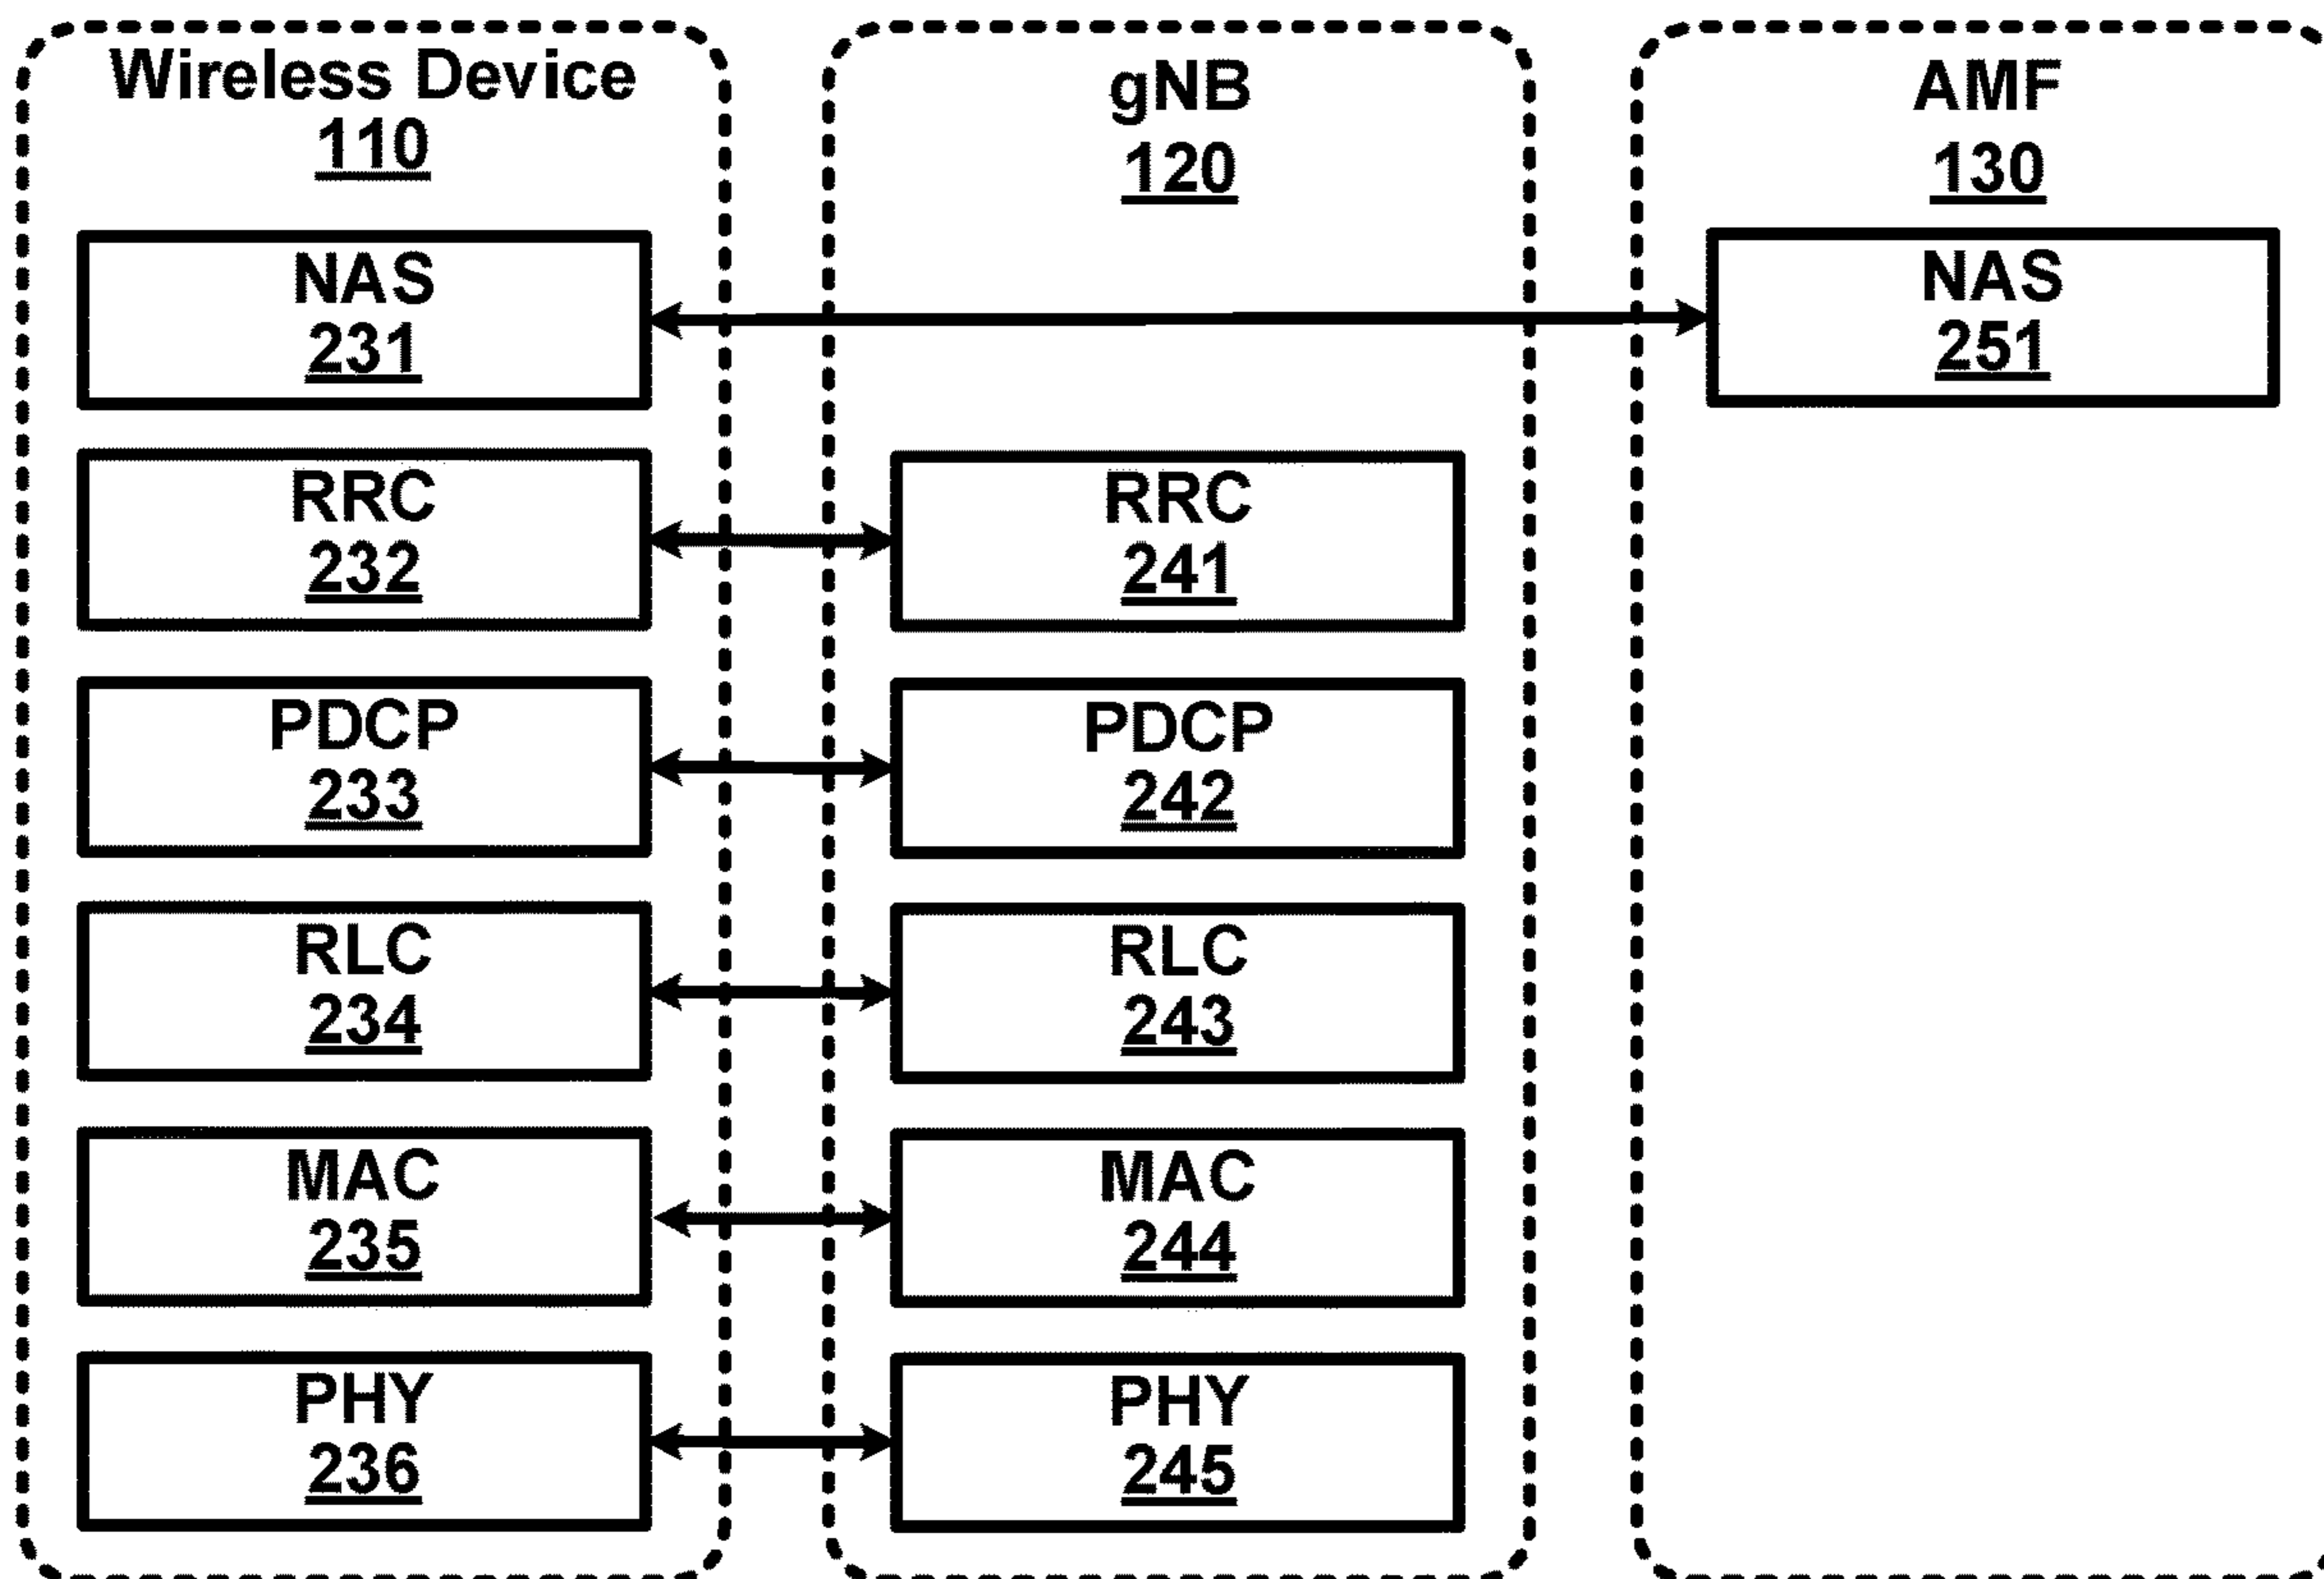 Wireless Device
110
gNB
120
AMF
130
NAS
231
NAS
251
RRC
232
RRC
241
PDCP
233
PDCP
242
RLC
234
RLC
243
MAC
235
MAC
244
PHY
236
PHY
245